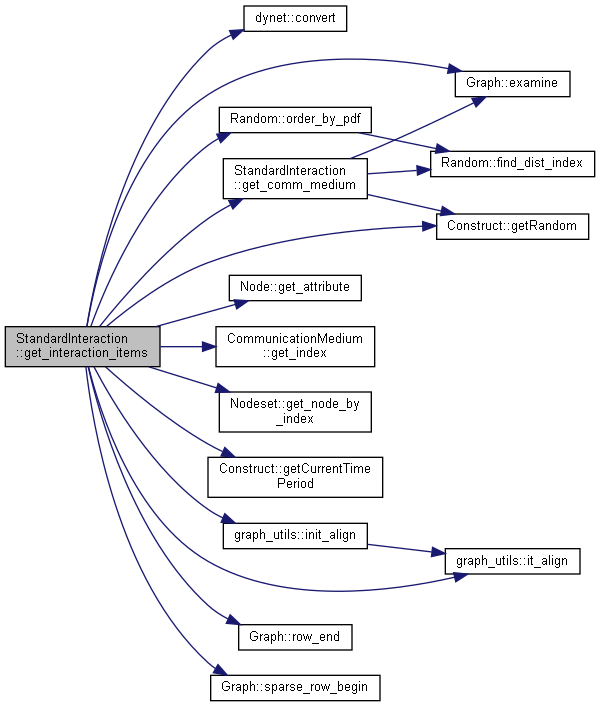 dynet::convert
Graph::examine
Random::order_by_pdf
Random::find_dist_index
StandardInteraction
::get_comm_medium
Construct::getRandom
Node::get_attribute
StandardInteraction
::get_interaction_items
CommunicationMedium
::get_index
Nodeset::get_node_by
_index
Construct::getCurrentTime
Period
graph_utils::init_align
graph_utils::it_align
Graph::row_end
Graph::sparse_row_begin